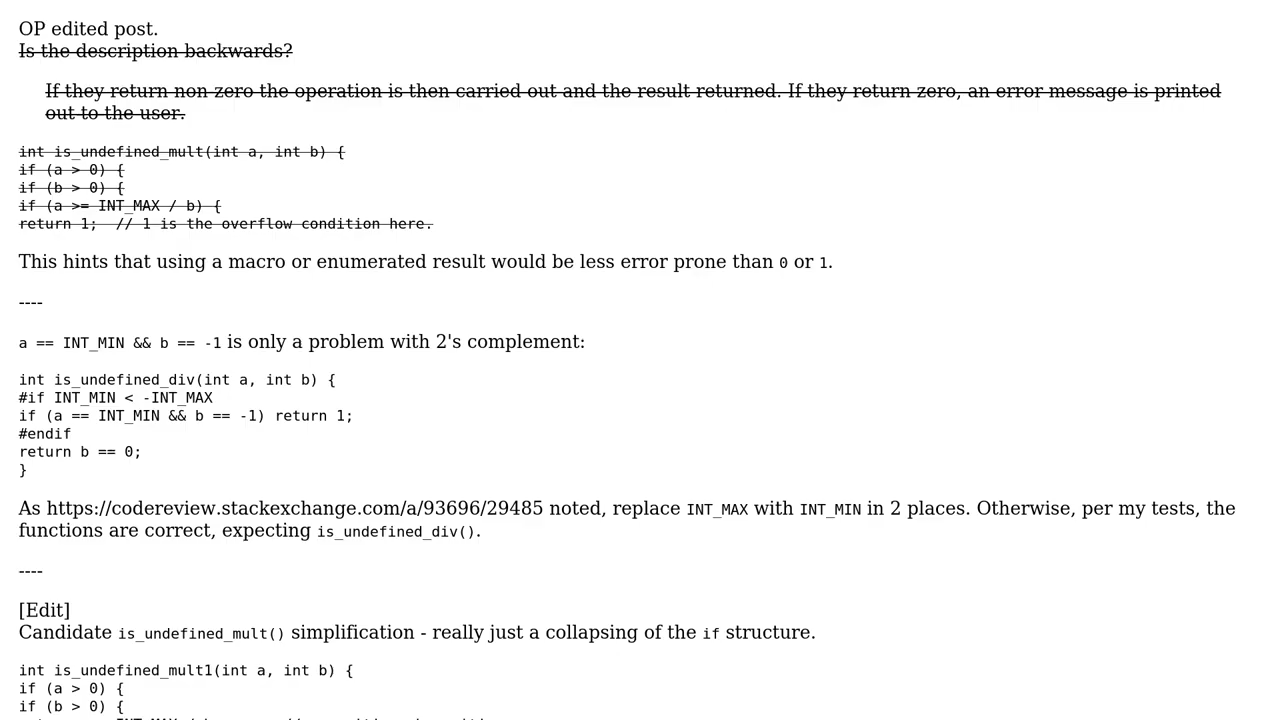 OP edited post.
Is the description backwards?
If they return non zero the operation is then carried out and the result returned. If they return zero, an error message is printed
out to the user.
int is_undefined_mult(int a, int b) {
if (a > 0) {
if (b > 0) {
if (a >= INT_MAX / b) {
return 1;  // 1 is the overflow condition here.
This hints that using a macro or enumerated result would be less error prone than 0 or 1.
----
a == INT_MIN && b == -1 is only a problem with 2's complement:
int is_undefined_div(int a, int b) {
#if INT_MIN < -INT_MAX
if (a == INT_MIN && b == -1) return 1;
#endif
return b == 0;
}
As https://codereview.stackexchange.com/a/93696/29485 noted, replace INT_MAX with INT_MIN in 2 places. Otherwise, per my tests, the
functions are correct, expecting is_undefined_div().
----
[Edit]
Candidate is_undefined_mult() simplification - really just a collapsing of the if structure.
int is_undefined_mult1(int a, int b) {
if (a > 0) {
if (b > 0) {